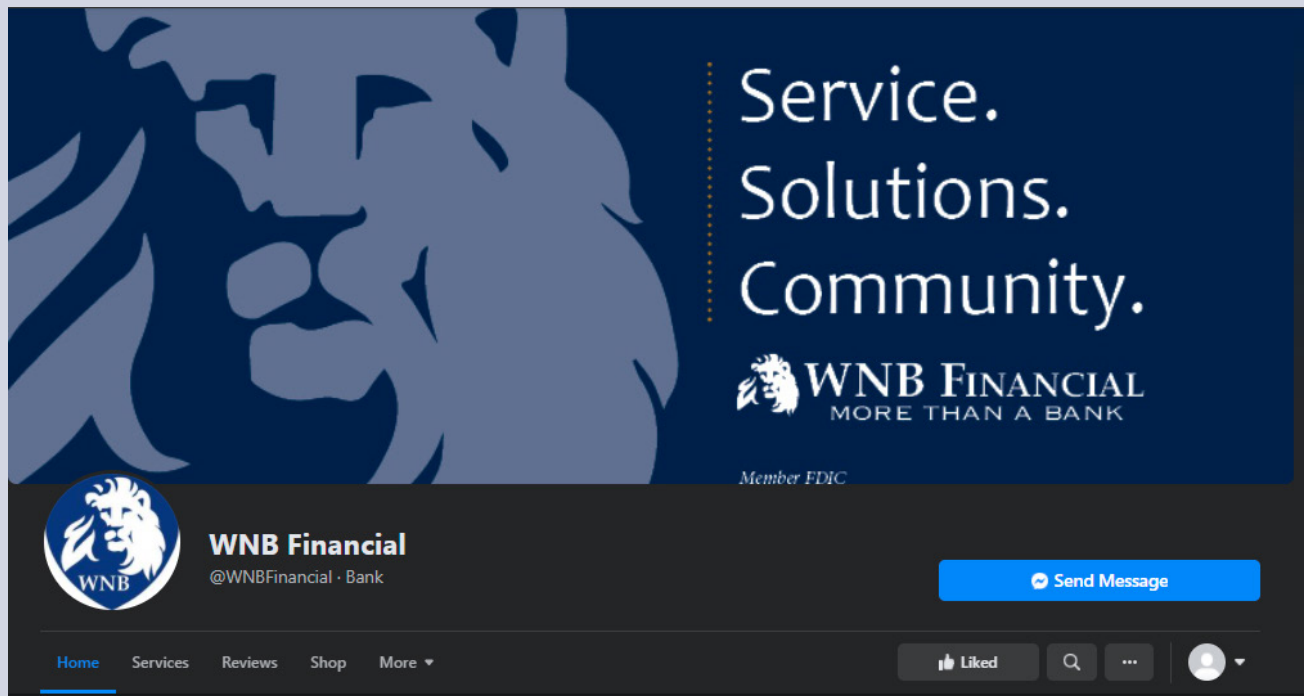 Service.
Solutions.
Community.
WNB FINANCIAL
MORE THAN A BANK
Member FDIC
WNB
WNB Financial
@WNBFinancial · Bank
Send Message
Home Services Reviews Shop More
Liked